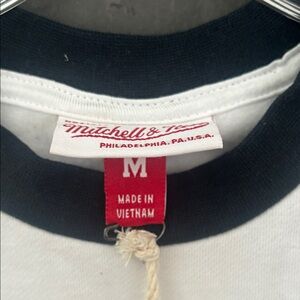 Mitchell & Ness
PHILADELPHIA, PA. U.S.A.
M
MADE IN
VIETNAM